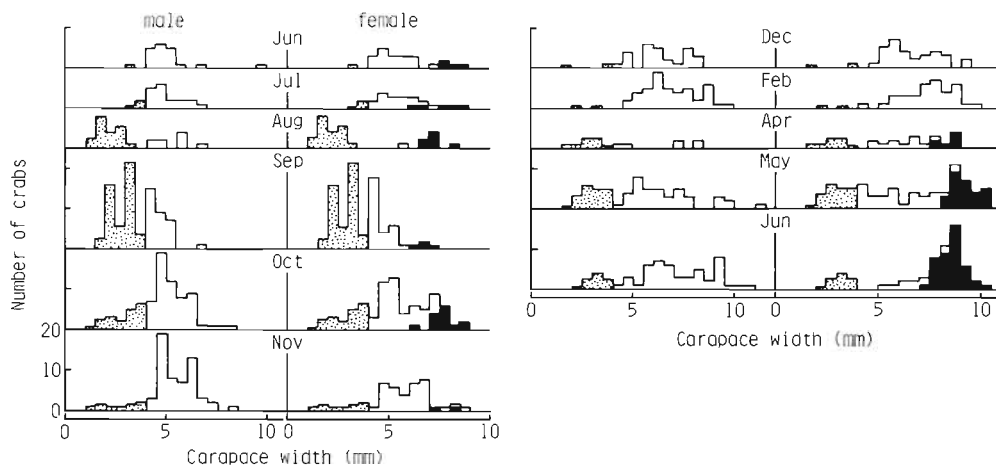 male female
Jun
Jul
Aug
Sep
Oct
Nov
Number of crabs
20
10
0
0 5 10 0 5 10
Carapace width (mm)
Dec
Feb
Apr
May
Jun
0 5 10 0 5 10
Carapace width (mm)